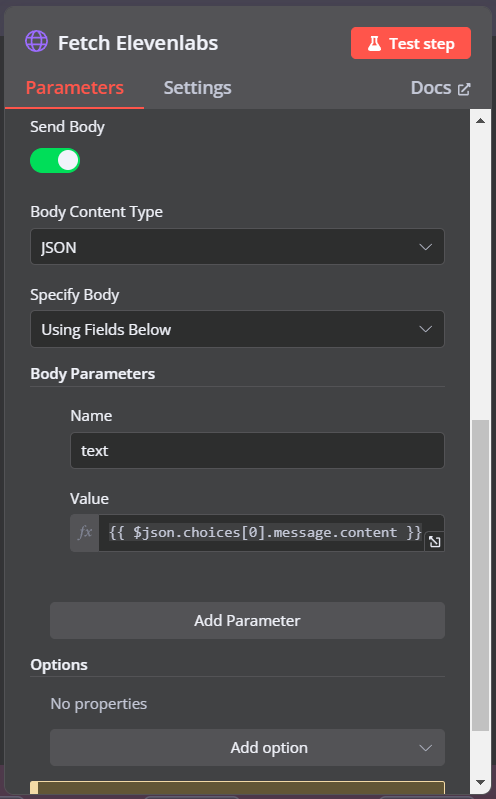 Fetch Elevenlabs
Test step
Parameters
Settings
Docs
Send Body
Body Content Type
JSON
Specify Body
Using Fields Below
Body Parameters
Name
text
Value
fx
{{ $json.choices[0].message.content }}
Add Parameter
Options
No properties
Add option